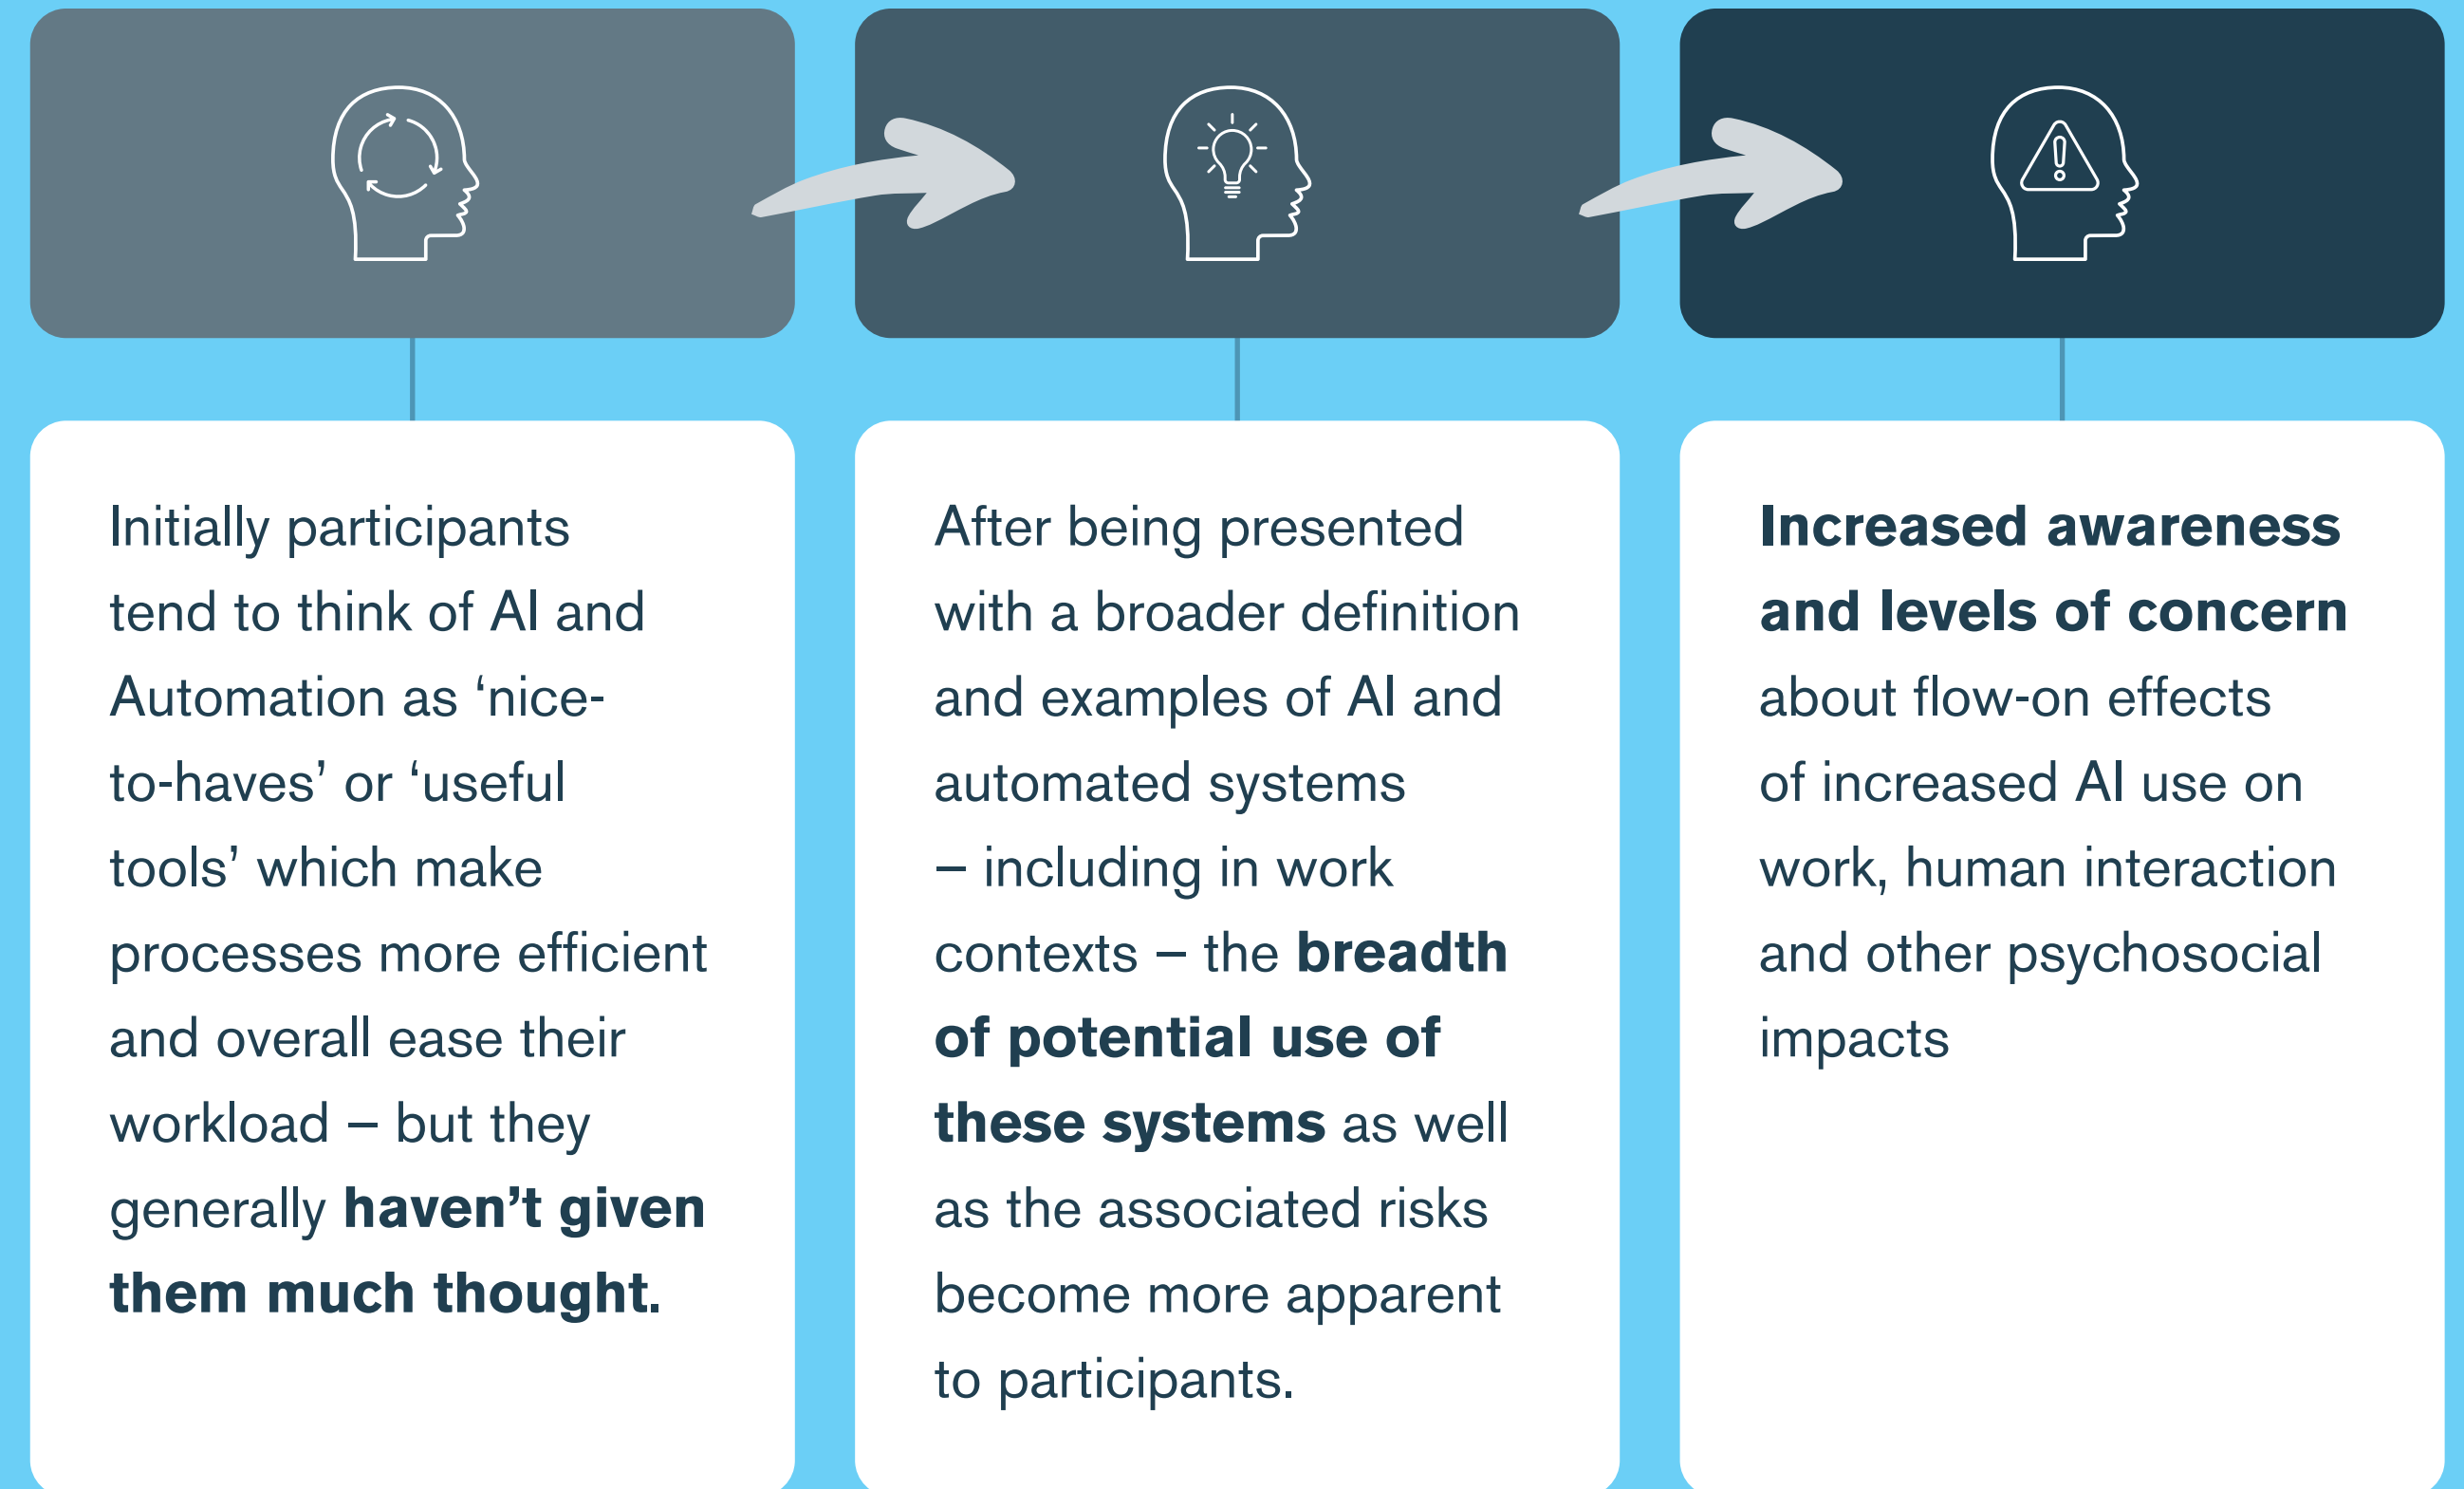 Initially participants
tend to think of AI and
Automation as ‘nice-
to-haves’ or ‘useful
tools’ which make
processes more efficient
and overall ease their
workload – but they
generally haven’t given
them much thought.
After being presented
with a broader definition
and examples of AI and
automated systems
– including in work
contexts – the breadth
of potential use of
these systems as well
as the associated risks
become more apparent
to participants.
Increased awareness
and levels of concern
about flow-on effects
of increased AI use on
work, human interaction
and other psychosocial
impacts